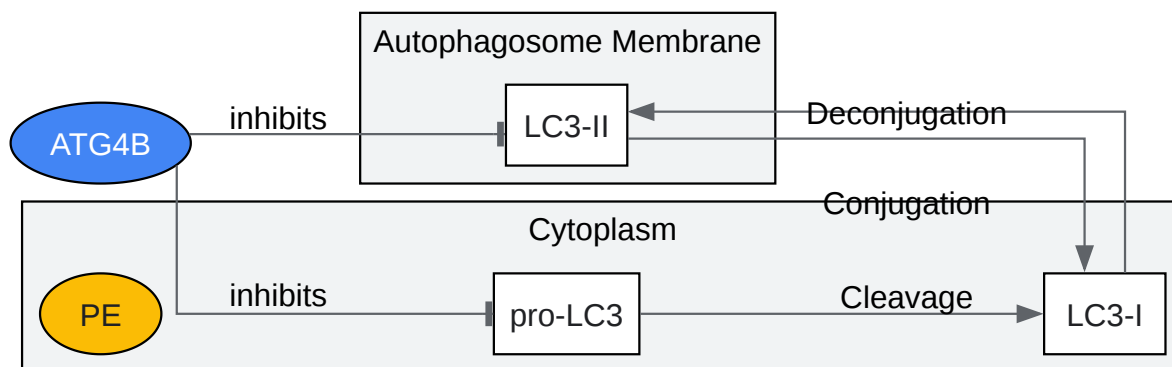 Autophagosome Membrane
ATG4B
inhibits
LC3-II
Deconjugation
Conjugation
Cytoplasm
PE
inhibits
pro-LC3
Cleavage
LC3-I